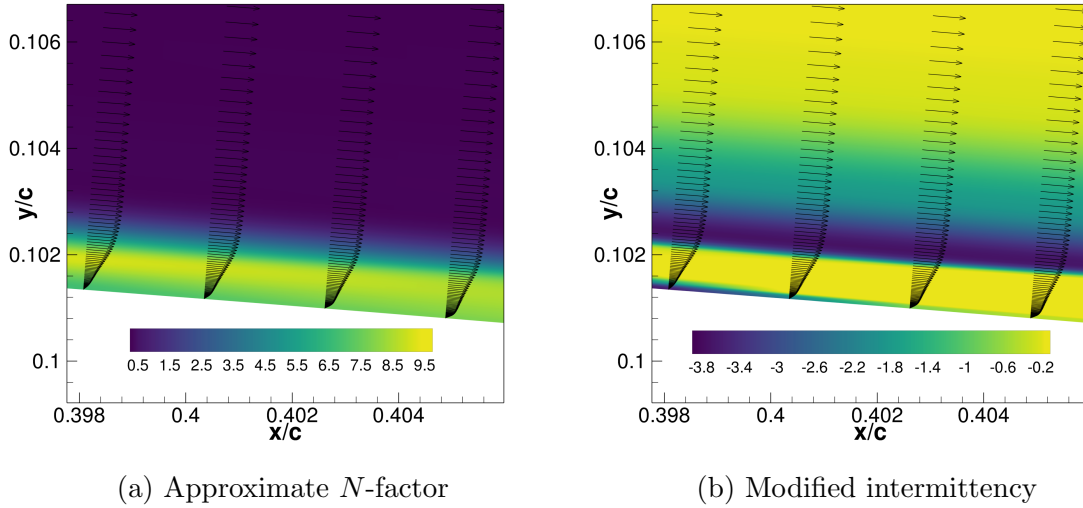 0.106
0.104
0.102
0.1
y/c
0.5 1.5 2.5 3.5 4.5 5.5 6.5 7.5 8.5 9.5
0.398 0.4 0.402 0.404
x/c
(a) Approximate N-factor
0.106
0.104
0.102
0.1
y/c
-3.8 -3.4 -3 -2.6 -2.2 -1.8 -1.4 -1 -0.6 -0.2
0.398 0.4 0.402 0.404
x/c
(b) Modified intermittency